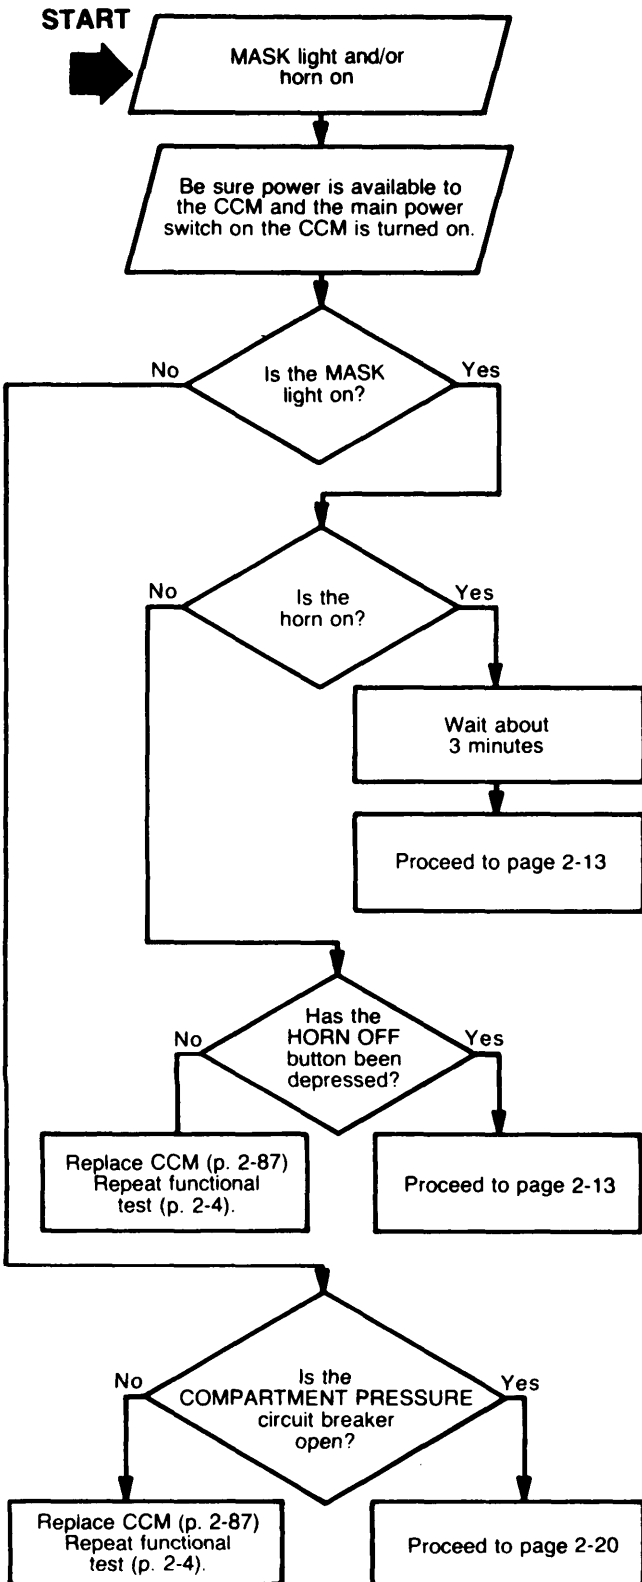 START
MASK light and/or
horn on
Be sure power is available to
the CCM and the main power
switch on the CCM is turned on.
No
Is the MASK
light on?
Yes
No
Is the
horn on?
Yes
Wait about
3 minutes
Proceed to page 2-13
No
Has the
HORN OFF
button been
depressed?
Yes
Replace CCM (p. 2-87)
Repeat functional
test (p. 2-4).
Proceed to page 2-13
No
Is the
COMPARTMENT PRESSURE
circuit breaker
open?
Yes
Replace CCM (p. 2-87)
Repeat functional
test (p. 2-4).
Proceed to page 2-20